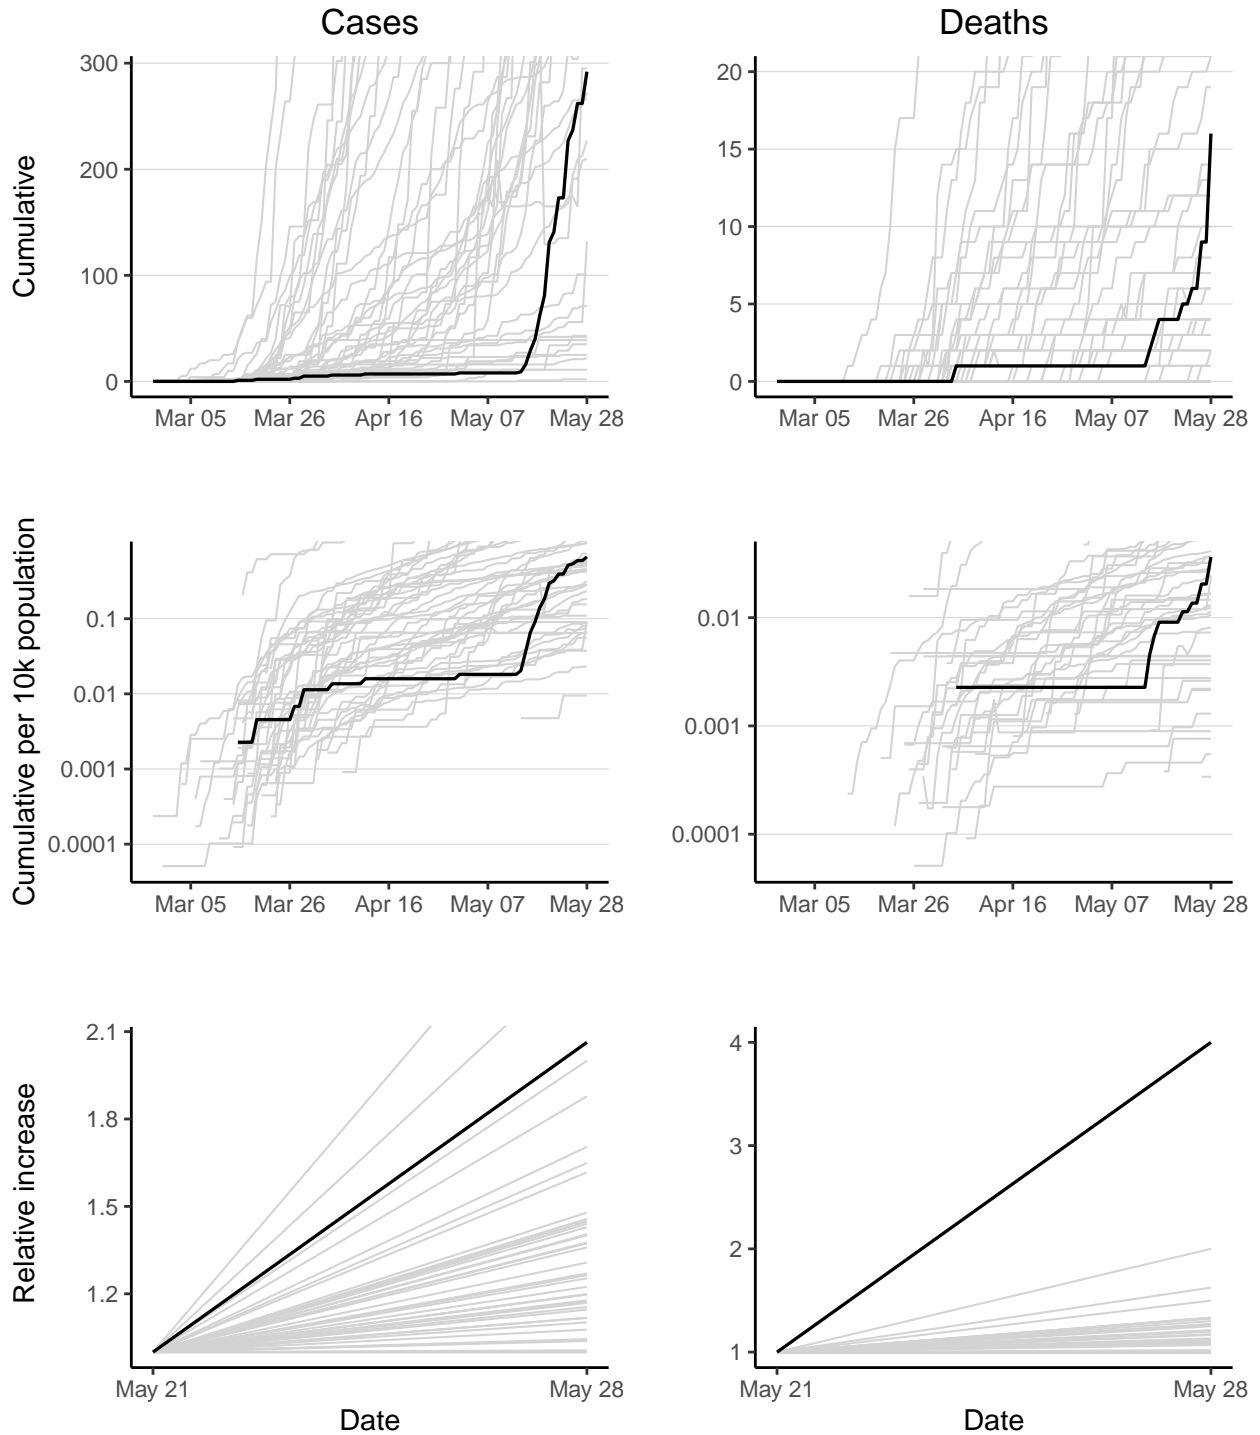 Cases
Deaths
Cumulative
300
200
100
0
Mar 05 Mar 26 Apr 16 May 07 May 28
20
15
10
5
0
Mar 05 Mar 26 Apr 16 May 07 May 28
Cumulative per 10k population
0.1
0.01
0.001
0.0001
Mar 05 Mar 26 Apr 16 May 07 May 28
0.01
0.001
0.0001
Mar 05 Mar 26 Apr 16 May 07 May 28
Relative increase
2.1
1.8
1.5
1.2
May 21 May 28
Date
4
3
2
1
May 21 May 28
Date